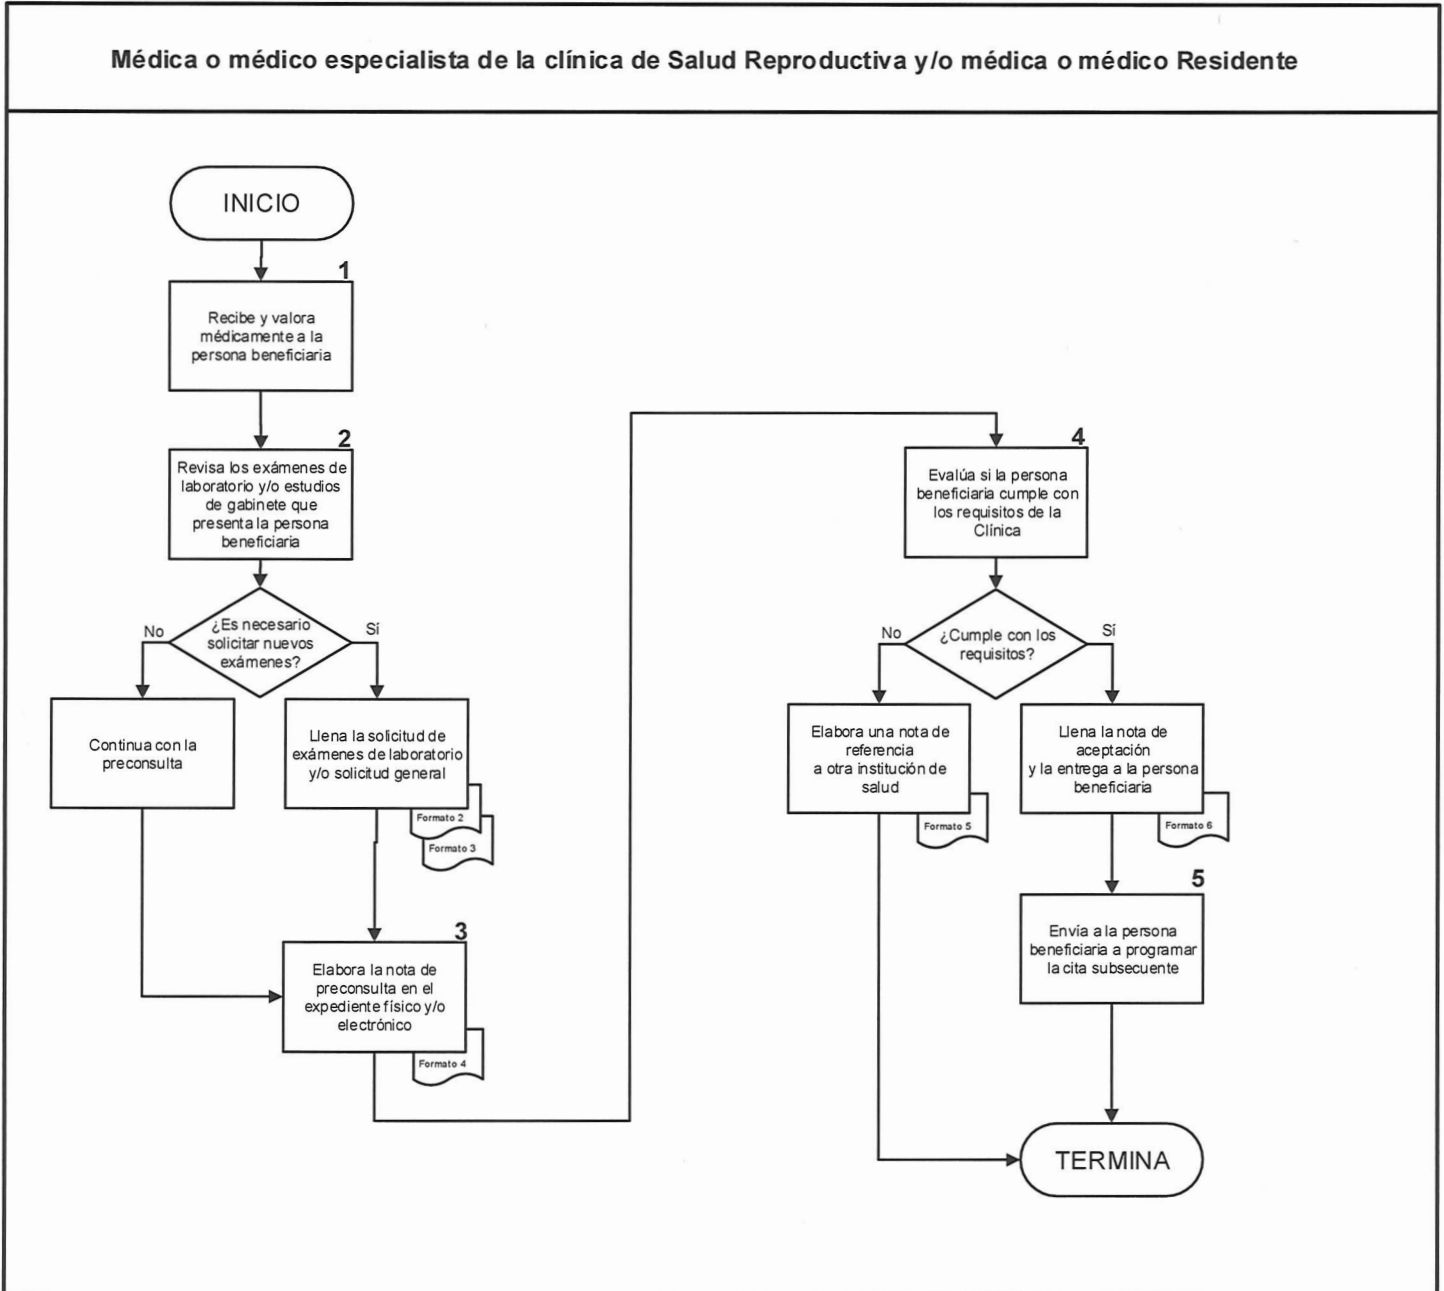 Médica o médico especialista de la clínica de Salud Reproductiva y/o médica o médico Residente
INICIO
1
Recibe y valora
médicamente a la
persona beneficiaria
2
Revisa los exámenes de
laboratorio y/o estudios
de gabinete que
presenta la persona
beneficiaria
¿Es necesario
solicitar nuevos
exámenes?
No
Sí
Continua con la
preconsulta
Llena la solicitud de
exámenes de laboratorio
y/o solicitud general
Formato 2
Formato 3
3
Elabora la nota de
preconsulta en el
expediente físico y/o
electrónico
Formato 4
4
Evalúa si la persona
beneficiaria cumple con
los requisitos de la
Clínica
¿Cumple con los
requisitos?
No
Sí
Elabora una nota de
referencia
a otra institución de
salud
Formato 5
Llena la nota de
aceptación
y la entrega a la persona
beneficiaria
Formato 6
5
Envía a la persona
beneficiaria a programar
la cita subsecuente
TERMINA